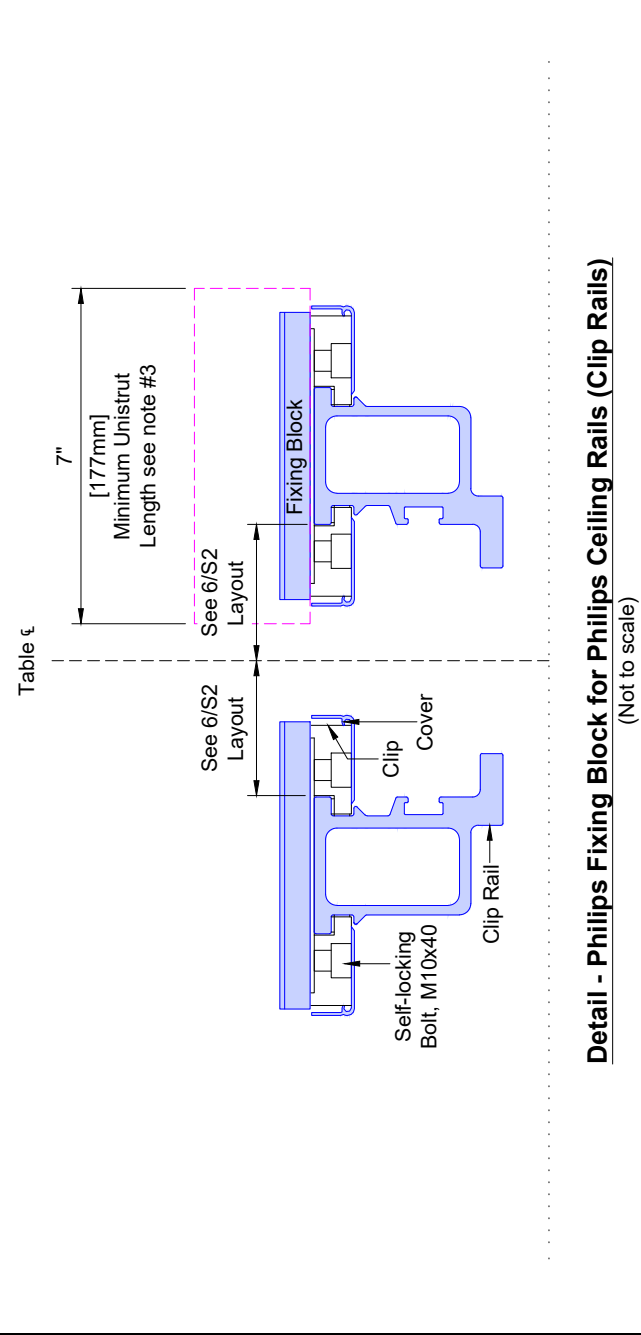 Table ℄
7"
[177mm]
Minimum Unistrut
Length see note #3
See 6/S2
Layout
See 6/S2
Layout
Fixing Block
Clip
Cover
Self-locking
Bolt, M10x40
Clip Rail
Detail - Philips Fixing Block for Philips Ceiling Rails (Clip Rails)
(Not to scale)